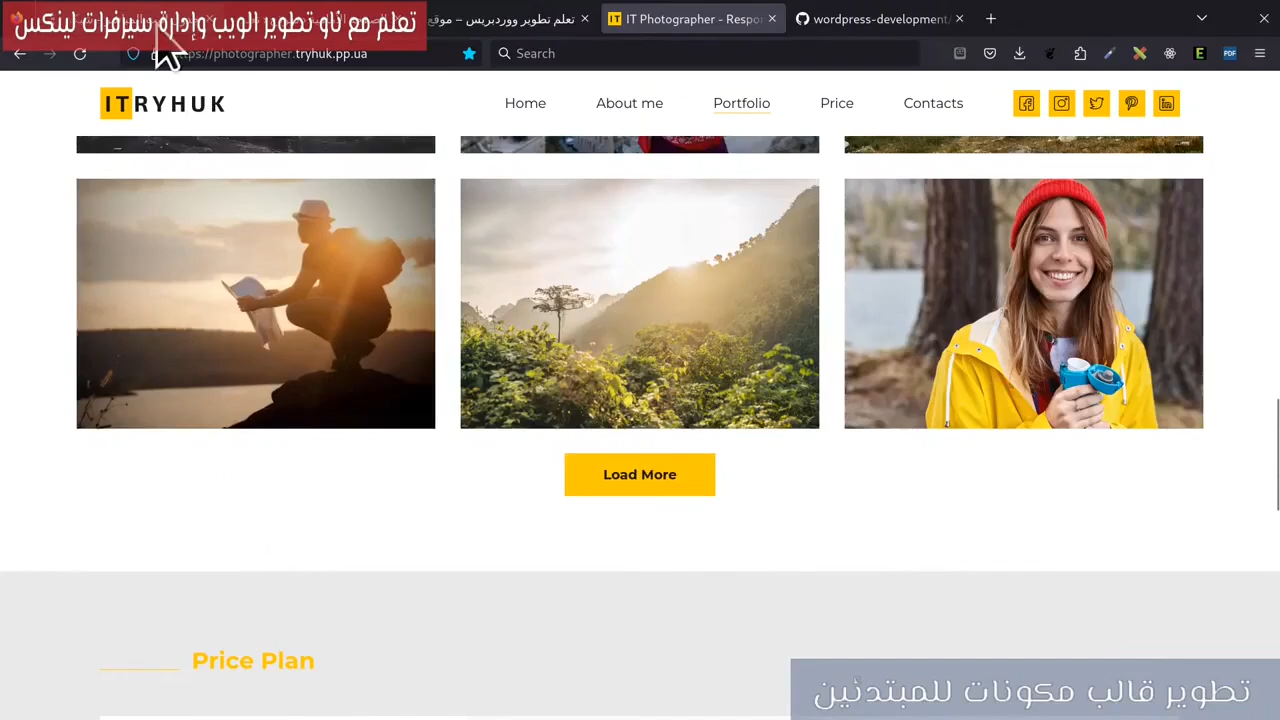 تعلم مع ناو تطوير الويب وإدارة سيرفرات لينكس
تعلم تطوير ووردبريس – موقع
IT Photographer - Respo
wordpress-development/
photographer.tryhuk.pp.ua
Search
ITRYHUK
Home
About me
Portfolio
Price
Contacts
Load More
Price Plan
تطوير قالب مكونات للمبتدئين